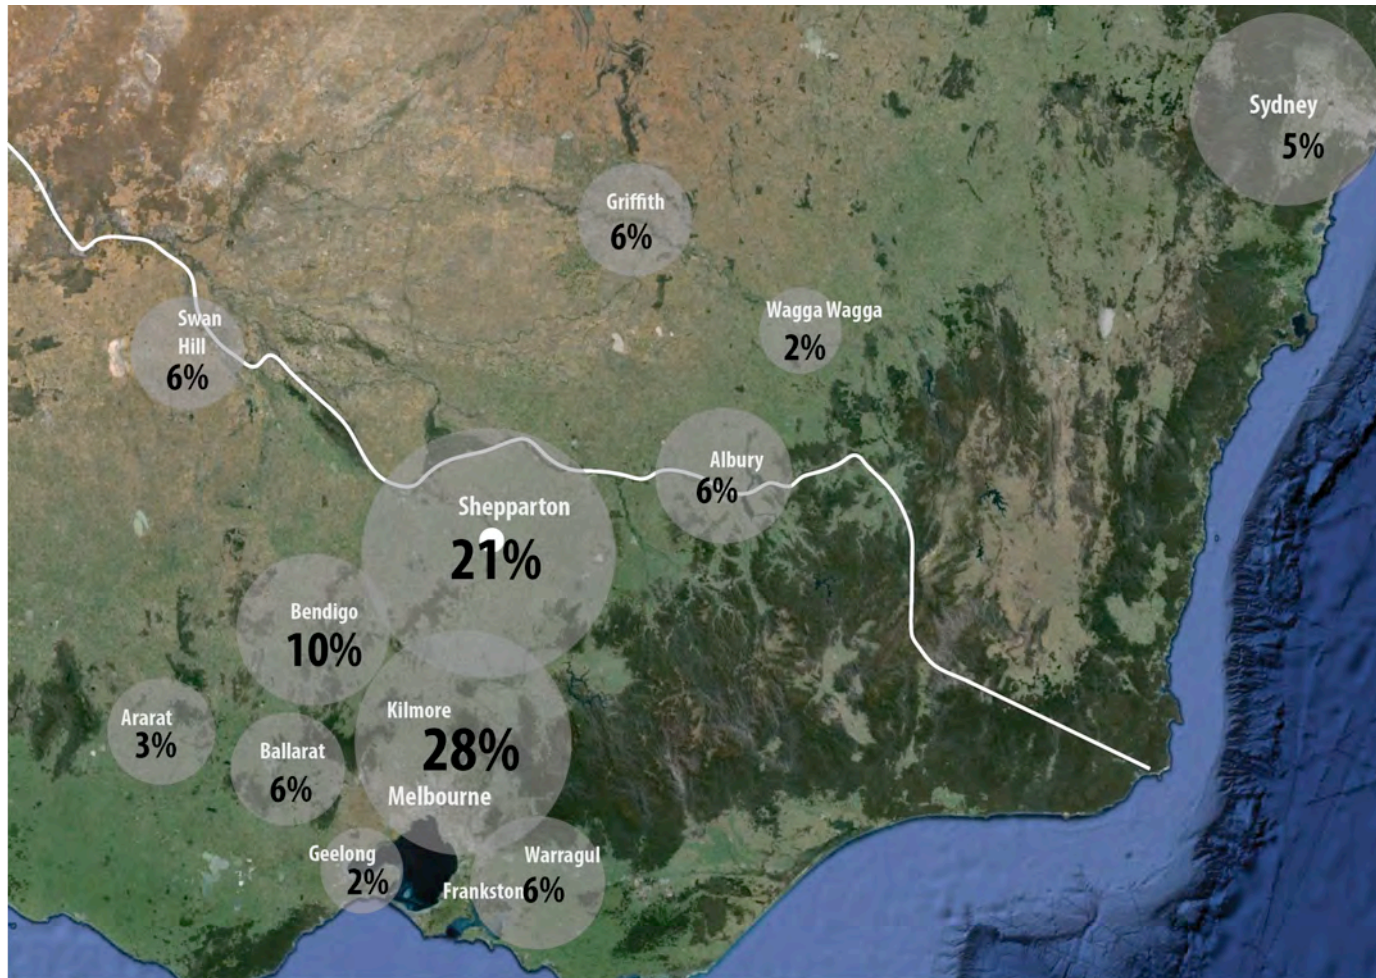 Sydney
5%
Griffith
6%
Wagga Wagga
2%
Swan
Hill
6%
Albury
6%
Shepparton
21%
Bendigo
10%
Kilmore
28%
Melbourne
Ararat
3%
Ballarat
6%
Geelong
2%
Warragul
Frankston 6%